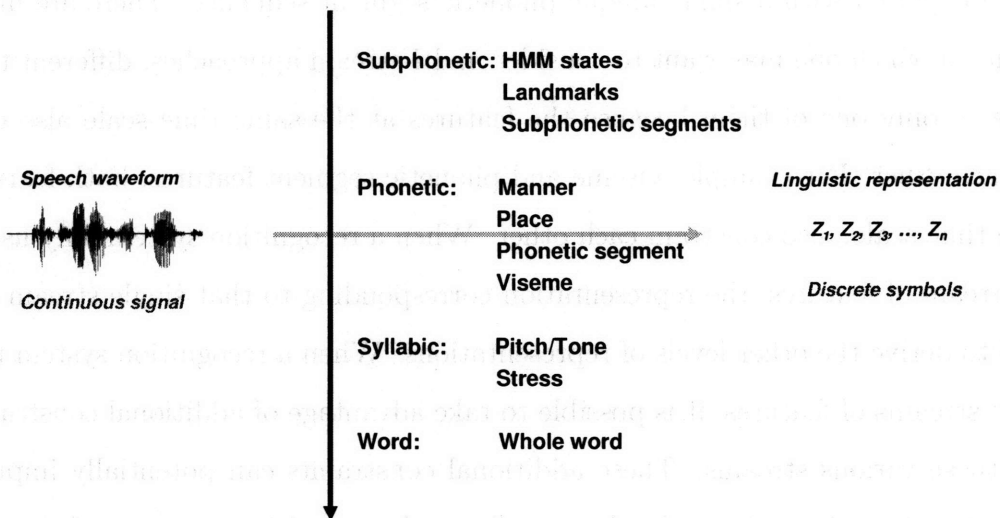 Subphonetic: HMM states
Landmarks
Subphonetic segments
Speech waveform
Continuous signal
Phonetic: Manner
Place
Phonetic segment
Viseme
Syllabic: Pitch/Tone
Stress
Word: Whole word
Linguistic representation
Z1, Z2, Z3, ..., Zn
Discrete symbols